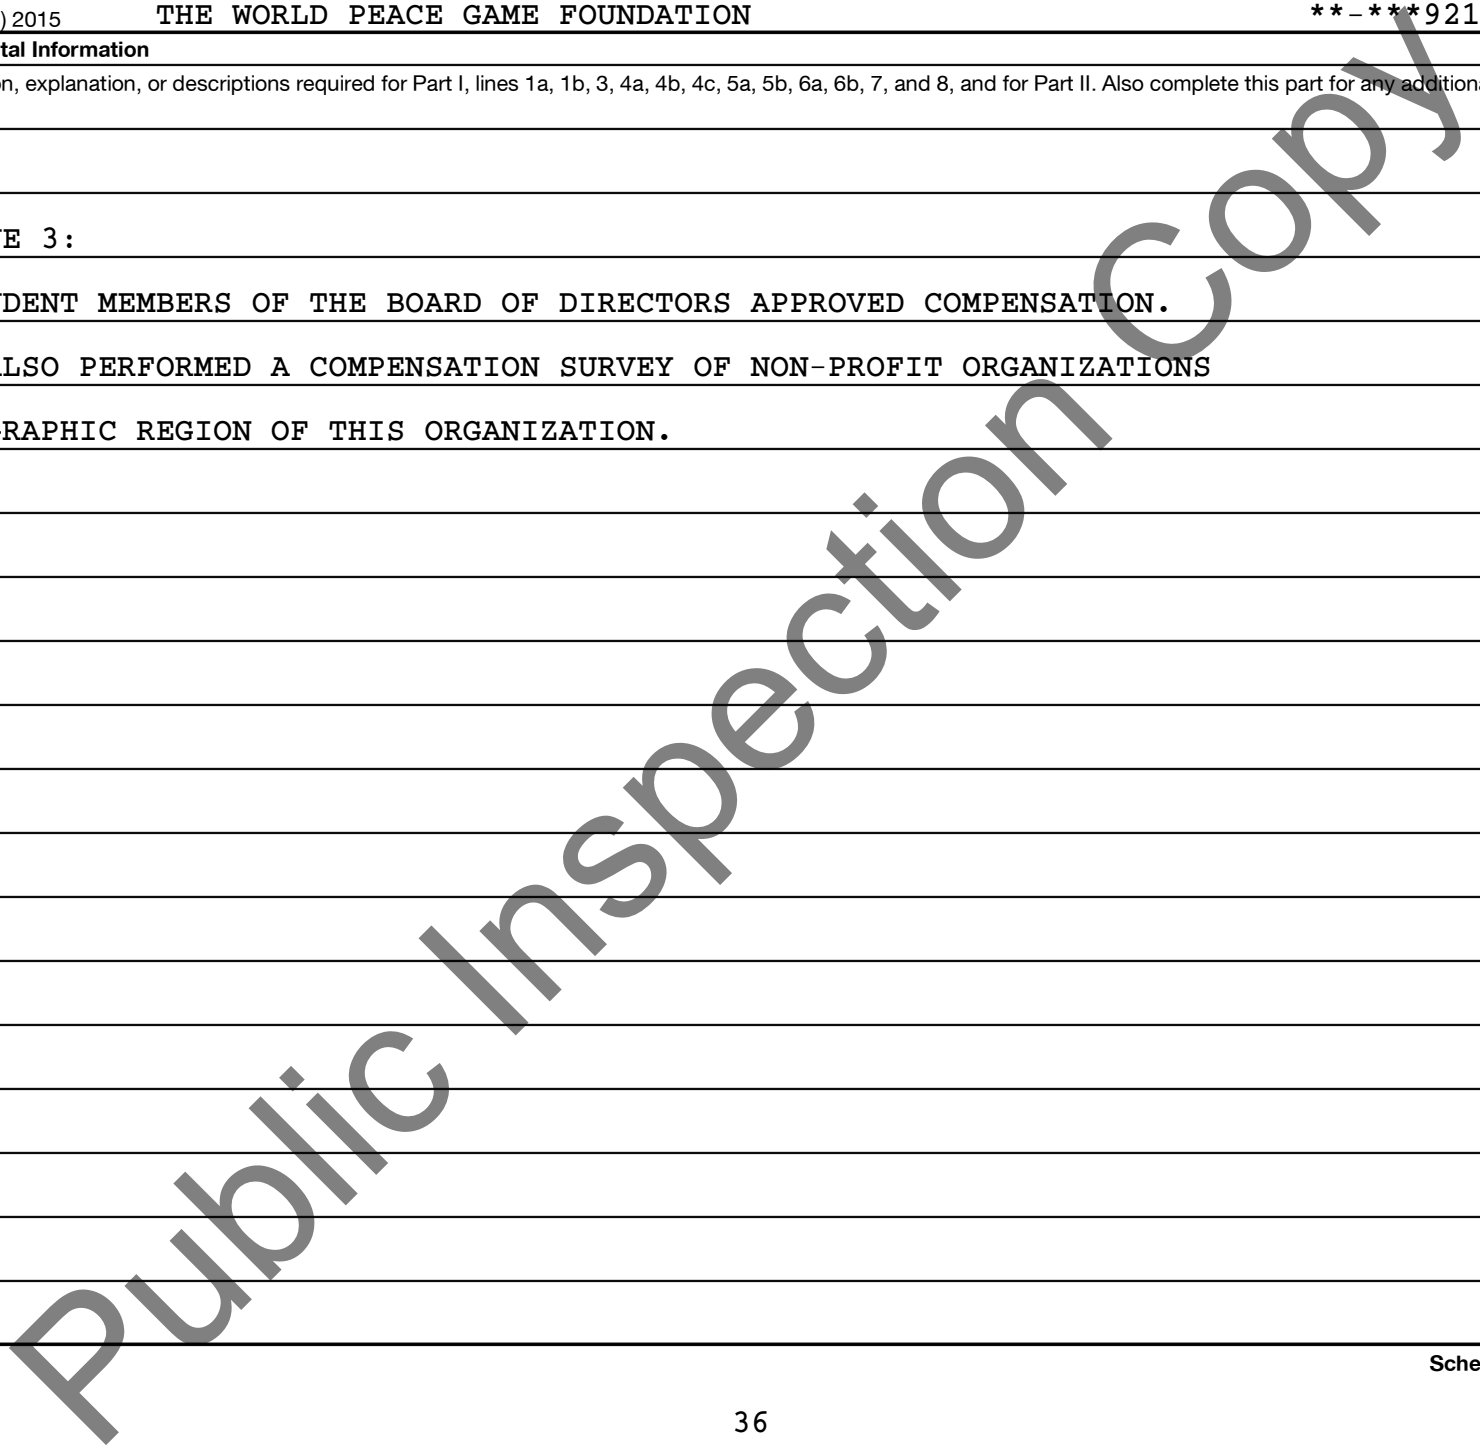 ) 2015 THE WORLD PEACE GAME FOUNDATION **-***921
tal Information
n, explanation, or descriptions required for Part I, lines 1a, 1b, 3, 4a, 4b, 4c, 5a, 5b, 6a, 6b, 7, and 8, and for Part II. Also complete this part for any additiona
E 3:
DENT MEMBERS OF THE BOARD OF DIRECTORS APPROVED COMPENSATION.
LSO PERFORMED A COMPENSATION SURVEY OF NON-PROFIT ORGANIZATIONS
RAPHIC REGION OF THIS ORGANIZATION.
Public Inspection Copy
Sche
36